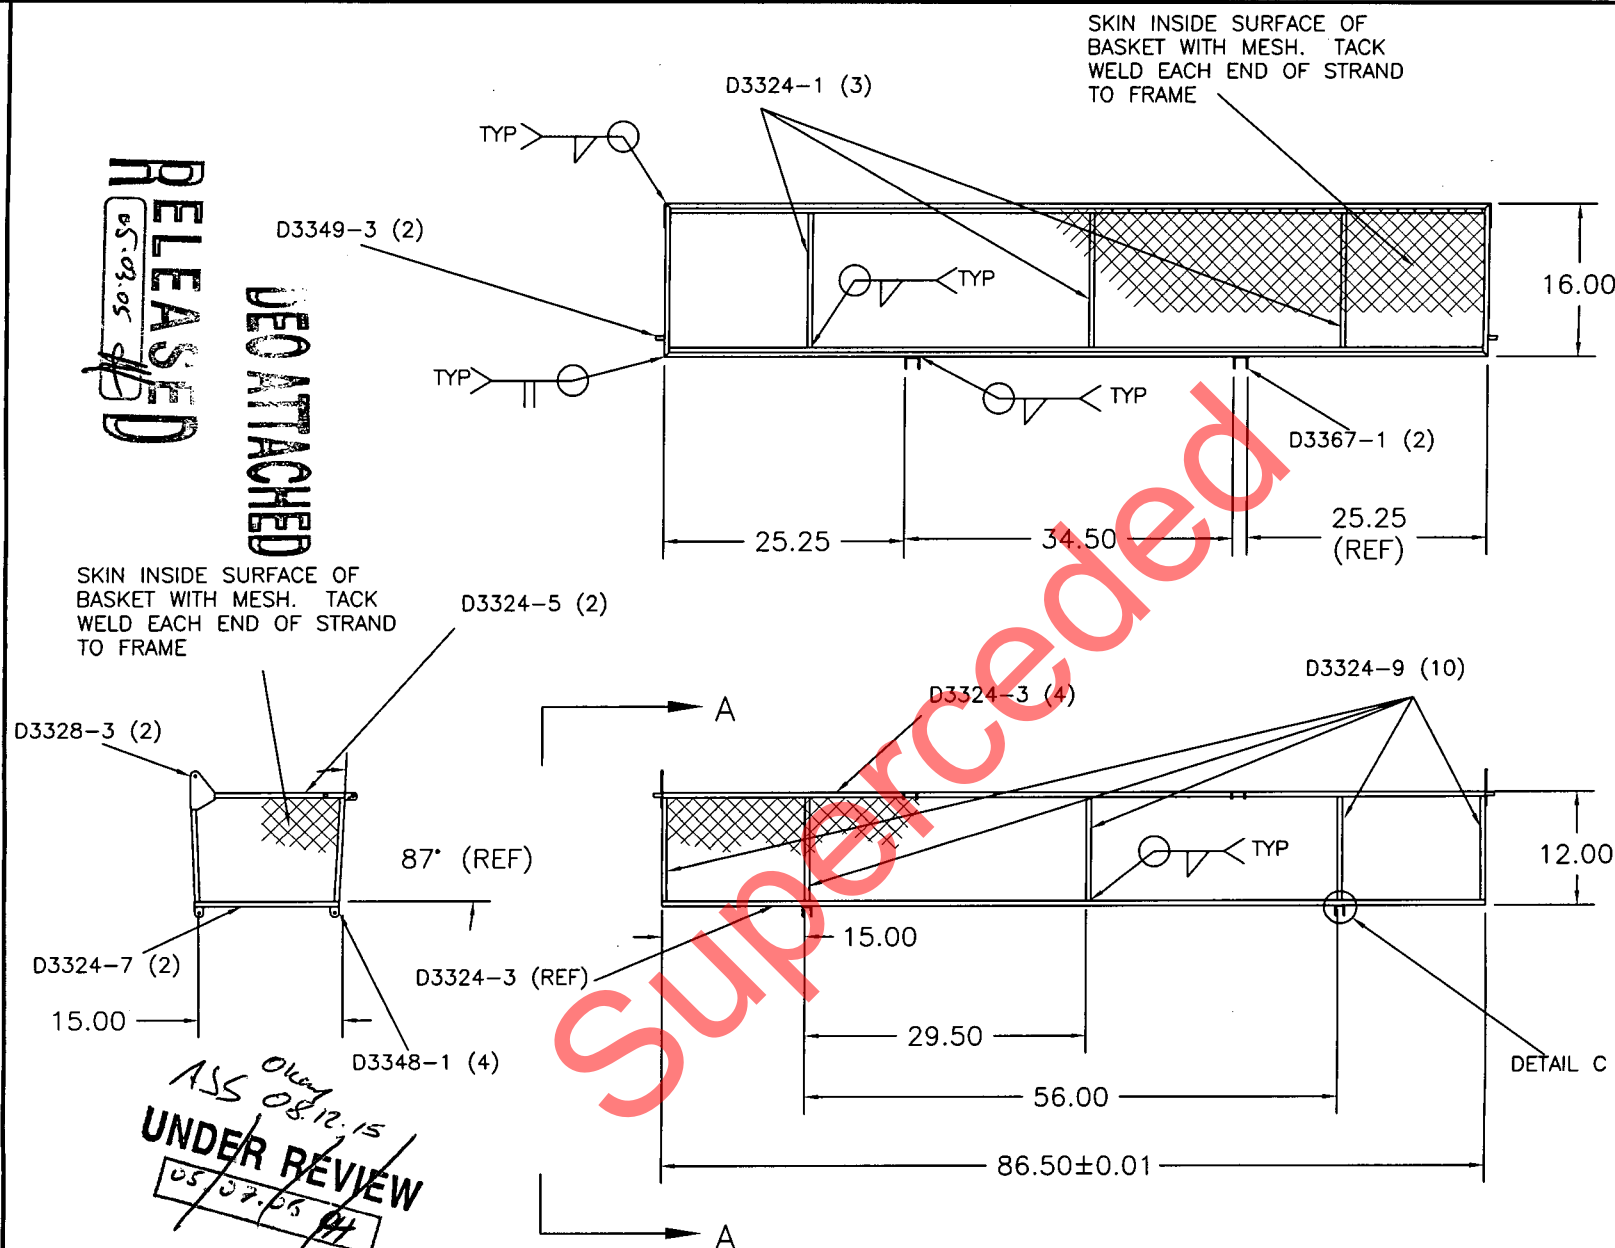 SKIN INSIDE SURFACE OF
BASKET WITH MESH. TACK
WELD EACH END OF STRAND
TO FRAME
D3324-1 (3)
TYP
D3349-3 (2)
TYP
16.00
TYP
TYP
D3367-1 (2)
25.25
34.50
25.25
(REF)
RELEASED
05.03.05
DEO ATTACHED
SKIN INSIDE SURFACE OF
BASKET WITH MESH. TACK
WELD EACH END OF STRAND
TO FRAME
D3324-5 (2)
D3328-3 (2)
87° (REF)
D3324-7 (2)
15.00
D3348-1 (4)
A
D3324-3 (4)
D3324-9 (10)
TYP
12.00
D3324-3 (REF)
15.00
29.50
56.00
86.50±0.01
DETAIL C
A
Superceded
Okay
08.12.15
UNDER REVIEW